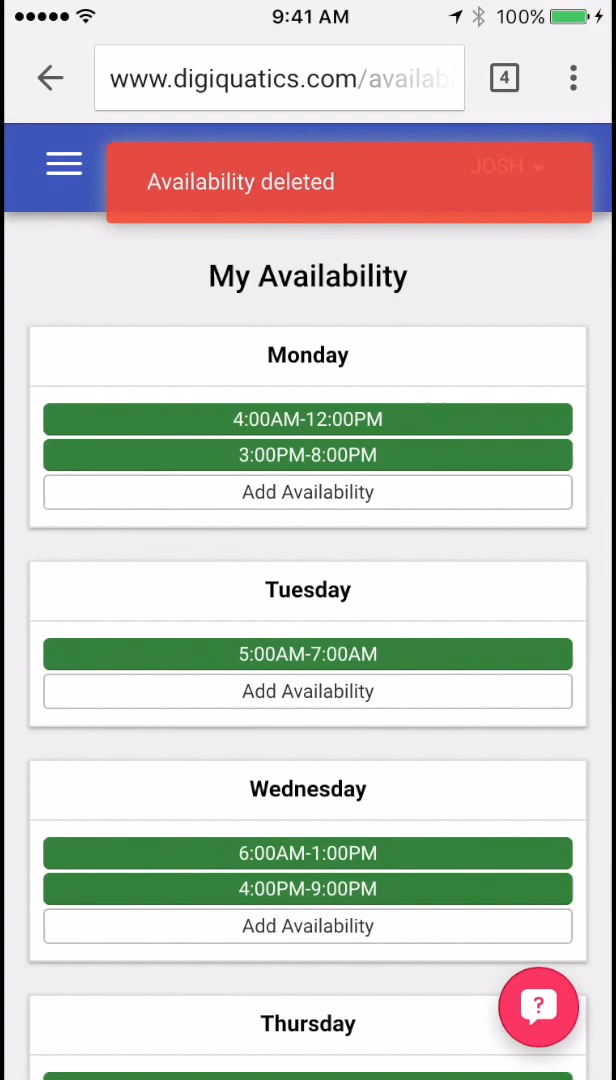 9:41 AM
100%
www.digiquatics.com/availab
4
JOSH
Availability deleted
My Availability
Monday
4:00AM-12:00PM
3:00PM-8:00PM
Add Availability
Tuesday
5:00AM-7:00AM
Add Availability
Wednesday
6:00AM-1:00PM
4:00PM-9:00PM
Add Availability
?
Thursday